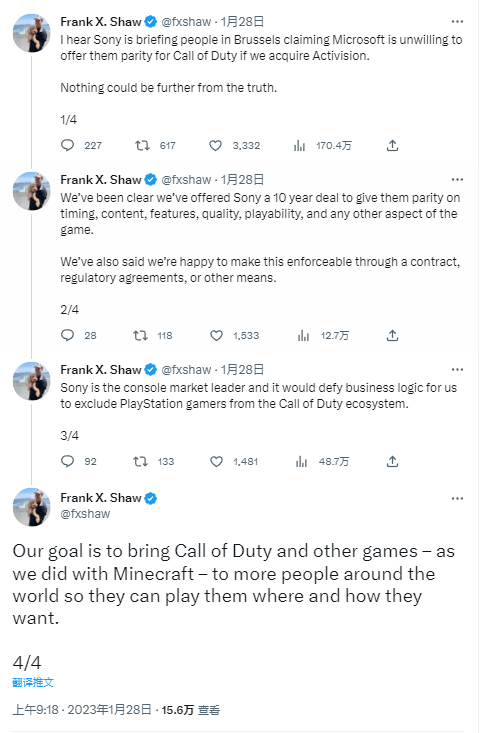 Frank X. Shaw @fxshaw · 1月28日
I hear Sony is briefing people in Brussels claiming Microsoft is unwilling to
offer them parity for Call of Duty if we acquire Activision.
Nothing could be further from the truth.
1/4
227 617 3,332 170.4万
Frank X. Shaw @fxshaw · 1月28日
We've been clear we've offered Sony a 10 year deal to give them parity on
timing, content, features, quality, playability, and any other aspect of the
game.
We've also said we're happy to make this enforceable through a contract,
regulatory agreements, or other means.
2/4
28 118 1,533 12.7万
Frank X. Shaw @fxshaw · 1月28日
Sony is the console market leader and it would defy business logic for us
to exclude PlayStation gamers from the Call of Duty ecosystem.
3/4
92 133 1,481 48.7万
Frank X. Shaw
@fxshaw
Our goal is to bring Call of Duty and other games – as
we did with Minecraft – to more people around the
world so they can play them where and how they
want.
4/4
翻译推文
上午9:18 · 2023年1月28日 · 15.6万 查看